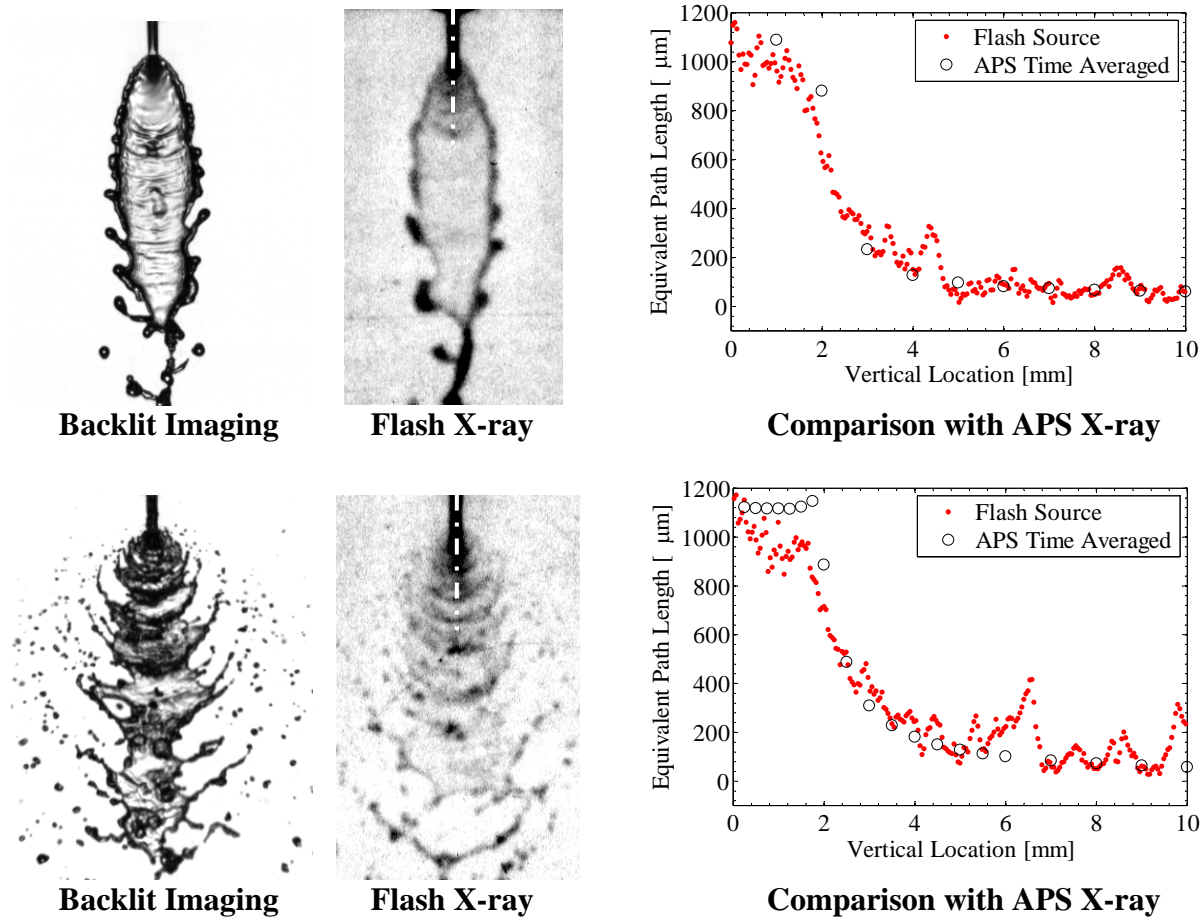 1200
1000
800
600
400
200
0
Equivalent Path Length [ μm]
Flash Source
APS Time Averaged
0 2 4 6 8 10
Vertical Location [mm]
Backlit Imaging Flash X-ray Comparison with APS X-ray
1200
1000
800
600
400
200
0
Equivalent Path Length [ μm]
Flash Source
APS Time Averaged
0 2 4 6 8 10
Vertical Location [mm]
Backlit Imaging Flash X-ray Comparison with APS X-ray